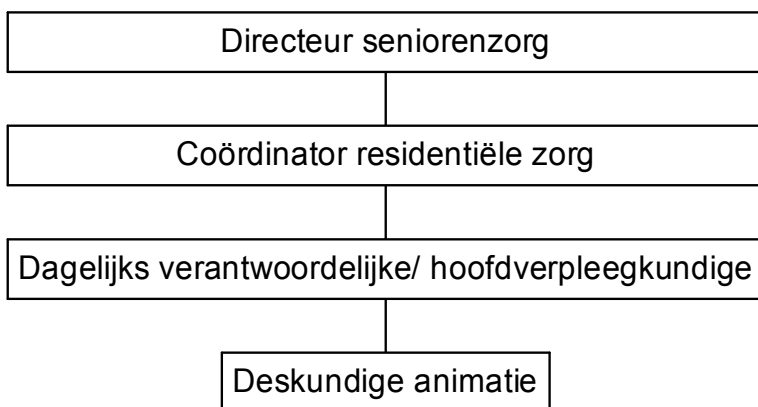 Directeur seniorenzorg
Coördinator residentiële zorg
Dagelijks verantwoordelijke/ hoofdverpleegkundige
Deskundige animatie